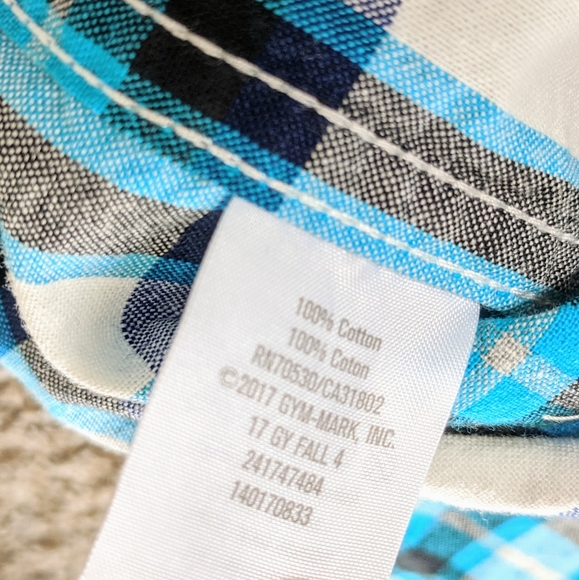 100% Cotton
100% Coton
RN70530/CA31802
©2017 GYM-MARK, INC.
17 GY FALL 4
241747484
140170833